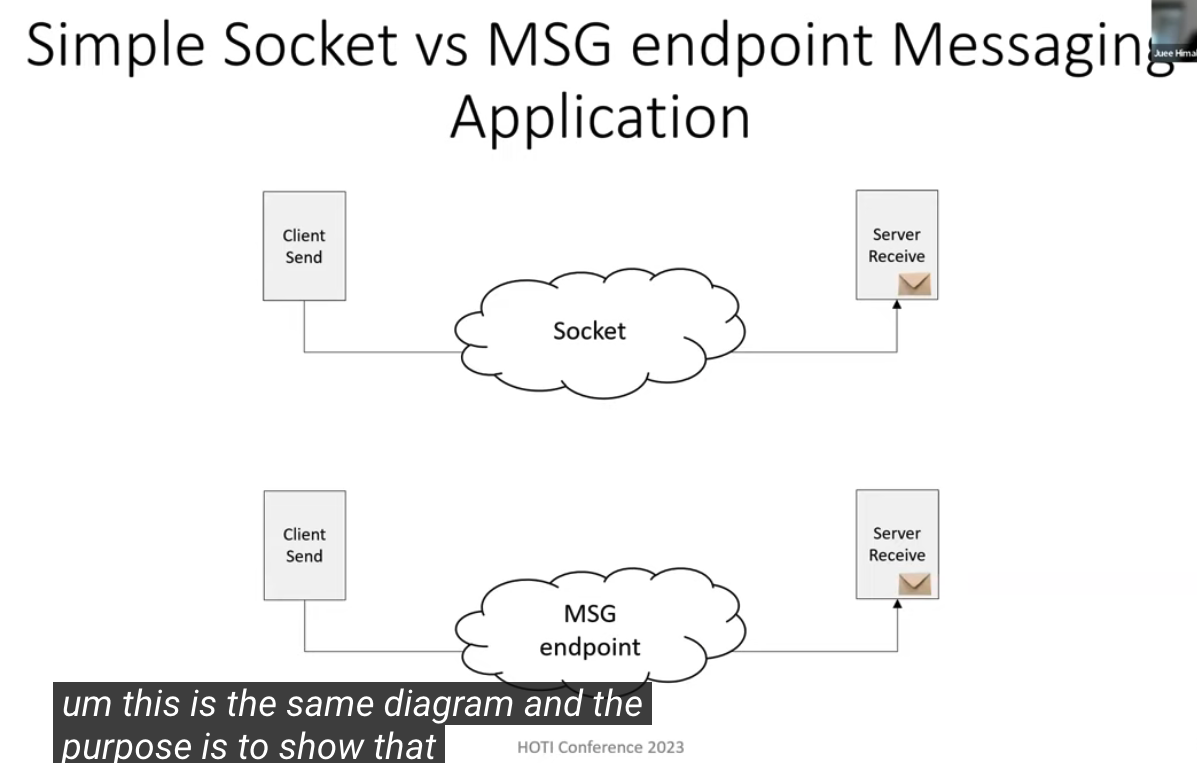 Simple Socket vs MSG endpoint Messaging
Application
Juee Hima
Client
Send
Server
Receive
Socket
Client
Send
Server
Receive
MSG
endpoint
um this is the same diagram and the
purpose is to show that
HOTI Conference 2023